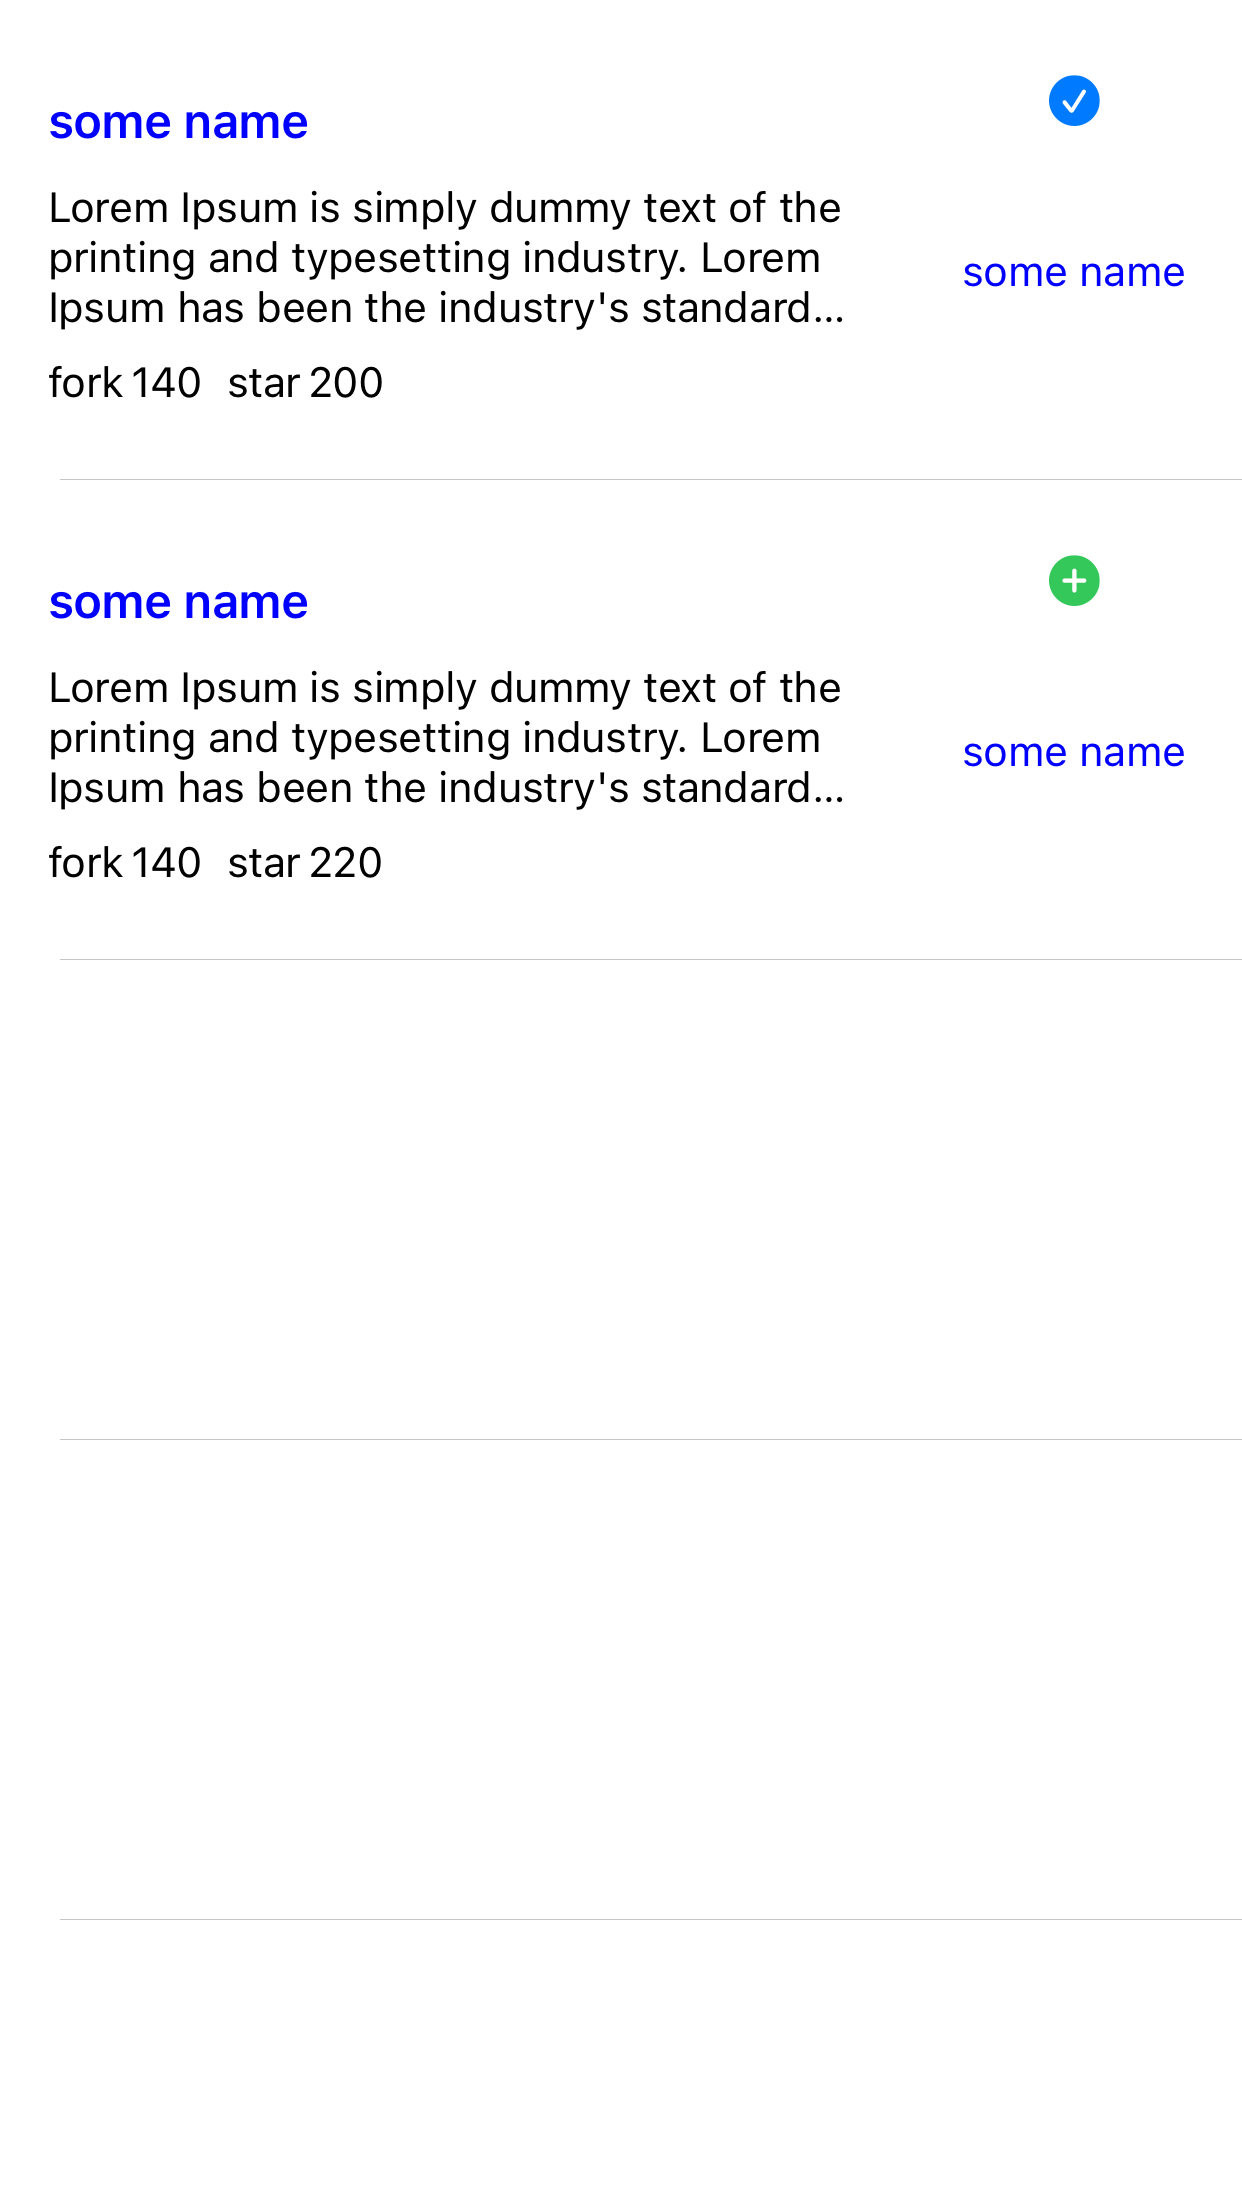 some name
Lorem Ipsum is simply dummy text of the
printing and typesetting industry. Lorem
Ipsum has been the industry's standard...
fork 140 star 200
some name
some name
Lorem Ipsum is simply dummy text of the
printing and typesetting industry. Lorem
Ipsum has been the industry's standard...
fork 140 star 220
some name